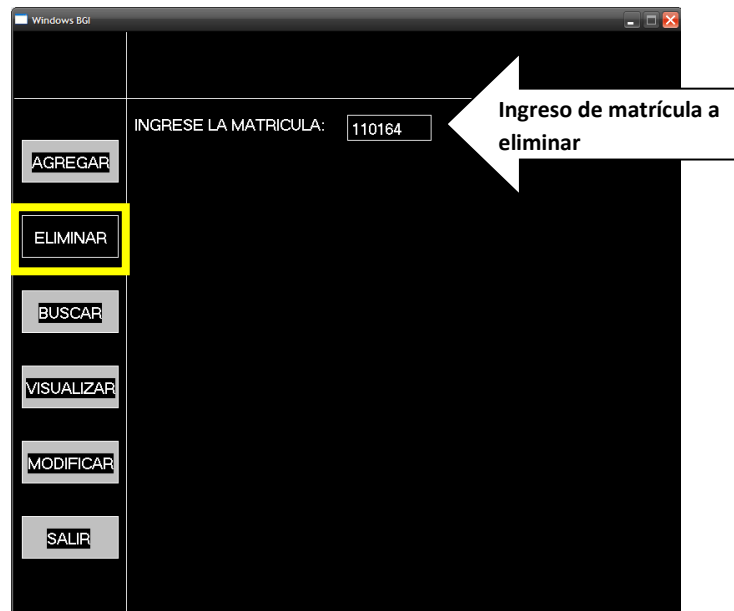 Windows BGI
INGRESE LA MATRICULA: 110164
Ingreso de matrícula a
eliminar
AGREGAR
ELIMINAR
BUSCAR
VISUALIZAR
MODIFICAR
SALIR